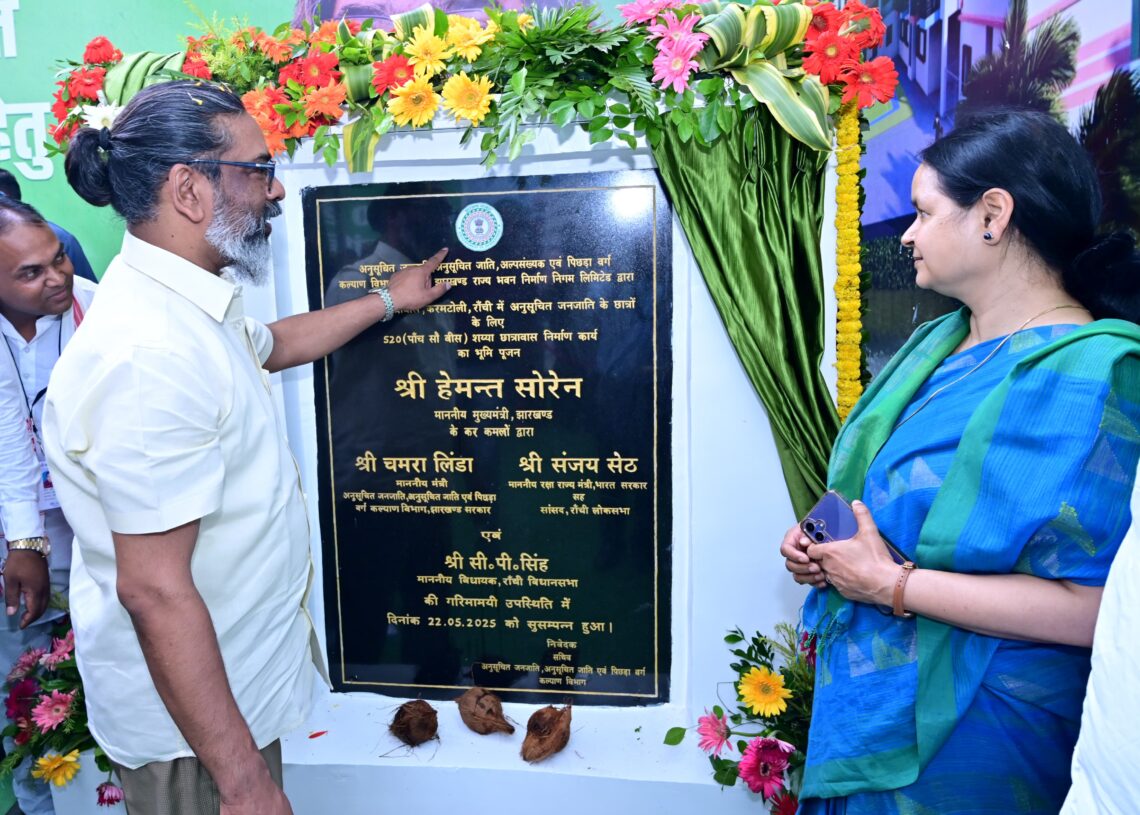 हेतु
अनुसूचित अनुसूचित जाति,अल्पसंख्यक एवं पिछड़ा वर्ग
कल्याण झारखण्ड राज्य भवन निर्माण निगम लिमिटेड द्वारा
करमटोली, राँची में अनुसूचित जनजाति के छात्रों
के लिए
520(पाँच सौ बीस) शय्या छात्रावास निर्माण कार्य
का भूमि पूजन
श्री हेमन्त सोरेन
माननीय मुख्यमंत्री,झारखण्ड
के कर कमलों द्वारा
श्री चमरा लिंडा
माननीय मंत्री
अनुसूचित जनजाति,अनुसूचित जाति एवं पिछड़ा
वर्ग कल्याण विभाग,झारखण्ड सरकार
श्री संजय सेठ
माननीय रक्षा राज्य मंत्री,भारत सरकार
सह
सांसद,राँची लोकसभा
एवं
श्री सी०पी०सिंह
माननीय विधायक,राँची विधानसभा
की गरिमामयी उपस्थिति में
दिनांक 22.05.2025 को सुसम्पन्न हुआ।
निवेदक
सचिव
अनुसूचित जनजाति,अनुसूचित जाति एवं पिछड़ा वर्ग
कल्याण विभाग